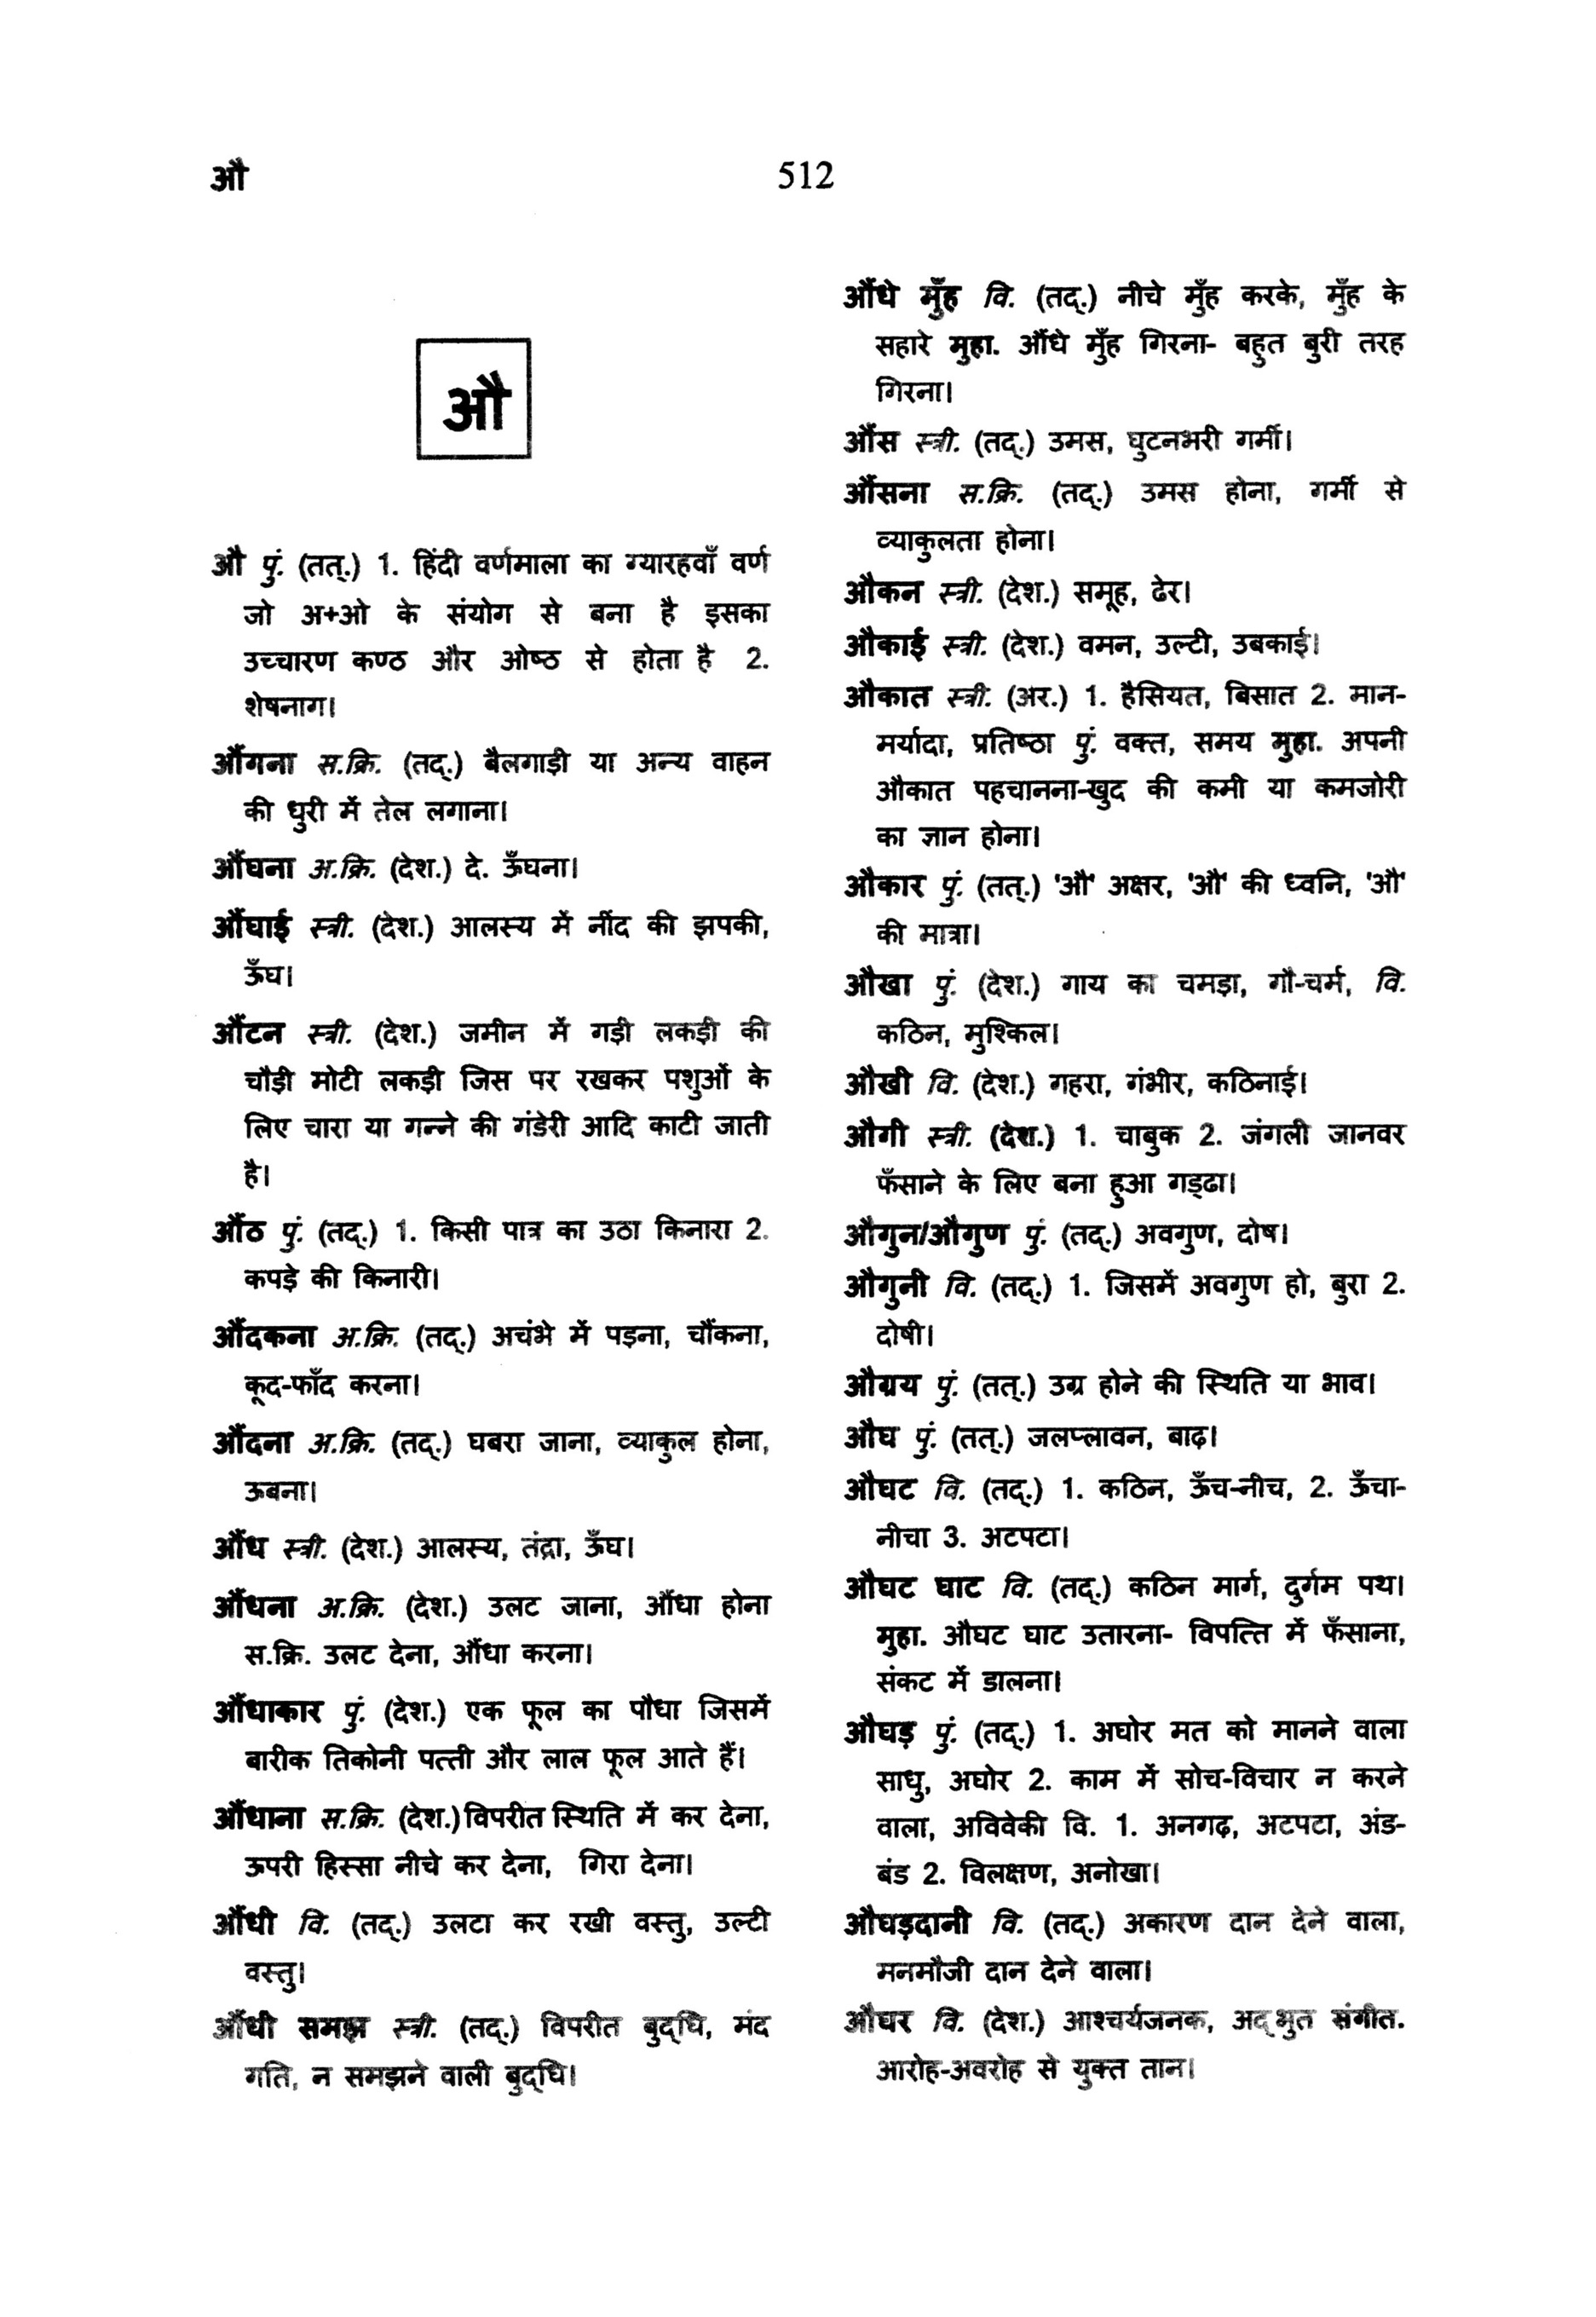 औ
512
औ
औ पुं. (तत्.) 1. हिंदी वर्णमाला का ग्यारहवाँ वर्ण
जो अ+ओ के संयोग से बना है इसका
उच्चारण कण्ठ और ओष्ठ से होता है 2.
शेषनाग।
औंगना स.क्रि. (तद्.) बैलगाड़ी या अन्य वाहन
की धुरी में तेल लगाना।
औंघना अ.क्रि. (देश.) दे. ऊँघना।
औंघाई स्त्री. (देश.) आलस्य में नींद की झपकी,
ऊँघ।
औंटन स्त्री. (देश.) जमीन में गड़ी लकड़ी की
चौड़ी मोटी लकड़ी जिस पर रखकर पशुओं के
लिए चारा या गन्ने की गंडेरी आदि काटी जाती
है।
औंठ पुं. (तद्.) 1. किसी पात्र का उठा किनारा 2.
कपड़े की किनारी।
औंदकना अ.क्रि. (तद्.) अचंभे में पड़ना, चौंकना,
कूद-फाँद करना।
औंदना अ.क्रि. (तद्.) घबरा जाना, व्याकुल होना,
ऊबना।
औंध स्त्री. (देश.) आलस्य, तंद्रा, ऊँघ।
औंधना अ.क्रि. (देश.) उलट जाना, औंधा होना
स.क्रि. उलट देना, औंधा करना।
औंधाकार पुं. (देश.) एक फूल का पौधा जिसमें
बारीक तिकोनी पत्ती और लाल फूल आते हैं।
औंधाना स.क्रि. (देश.) विपरीत स्थिति में कर देना,
ऊपरी हिस्सा नीचे कर देना, गिरा देना।
औंधी वि. (तद्.) उलटा कर रखी वस्तु, उल्टी
वस्तु।
औंधी समझ स्त्री. (तद्.) विपरीत बुद्धि, मंद
गति, न समझने वाली बुद्धि।
औंधे मुँह वि. (तद्.) नीचे मुँह करके, मुँह के
सहारे मुहा. औंधे मुँह गिरना- बहुत बुरी तरह
गिरना।
औंस स्त्री. (तद्.) उमस, घुटनभरी गर्मी।
औंसना स.क्रि. (तद्.) उमस होना, गर्मी से
व्याकुलता होना।
औकन स्त्री. (देश.) समूह, ढेर।
औकाई स्त्री. (देश.) वमन, उल्टी, उबकाई।
औकात स्त्री. (अर.) 1. हैसियत, बिसात 2. मान-
मर्यादा, प्रतिष्ठा पुं. वक्त, समय मुहा. अपनी
औकात पहचानना-खुद की कमी या कमजोरी
का ज्ञान होना।
औकार पुं. (तत्.) 'औ' अक्षर, 'औ' की ध्वनि, 'औ'
की मात्रा।
औखा पुं. (देश.) गाय का चमड़ा, गौ-चर्म, वि.
कठिन, मुश्किल।
औखी वि. (देश.) गहरा, गंभीर, कठिनाई।
औगी स्त्री. (देश.) 1. चाबुक 2. जंगली जानवर
फँसाने के लिए बना हुआ गड्ढा।
औगुन/औगुण पुं. (तद्.) अवगुण, दोष।
औगुनी वि. (तद्.) 1. जिसमें अवगुण हो, बुरा 2.
दोषी।
औग्रय पुं. (तत्.) उग्र होने की स्थिति या भाव।
औघ पुं. (तत्.) जलप्लावन, बाढ़।
औघट वि. (तद्.) 1. कठिन, ऊँच-नीच, 2. ऊँचा-
नीचा 3. अटपटा।
औघट घाट वि. (तद्.) कठिन मार्ग, दुर्गम पथ।
मुहा. औघट घाट उतारना- विपत्ति में फँसाना,
संकट में डालना।
औघड़ पुं. (तद्.) 1. अघोर मत को मानने वाला
साधु, अघोर 2. काम में सोच-विचार न करने
वाला, अविवेकी वि. 1. अनगढ़, अटपटा, अंड-
बंड 2. विलक्षण, अनोखा।
औघड़दानी वि. (तद्.) अकारण दान देने वाला,
मनमौजी दान देने वाला।
औघर वि. (देश.) आश्चर्यजनक, अद्भुत संगीत.
आरोह-अवरोह से युक्त तान।